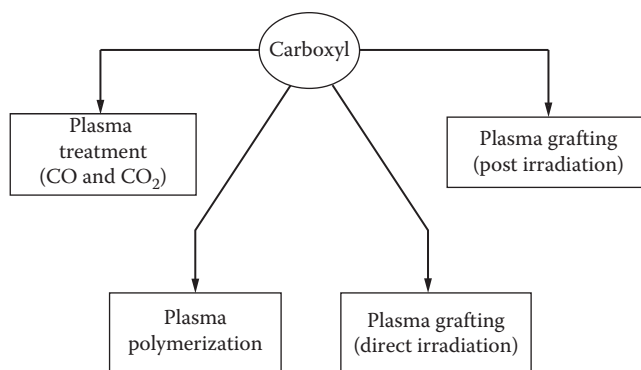 Carboxyl
Plasma
treatment
(CO and CO₂)
Plasma grafting
(post irradiation)
Plasma
polymerization
Plasma grafting
(direct irradiation)